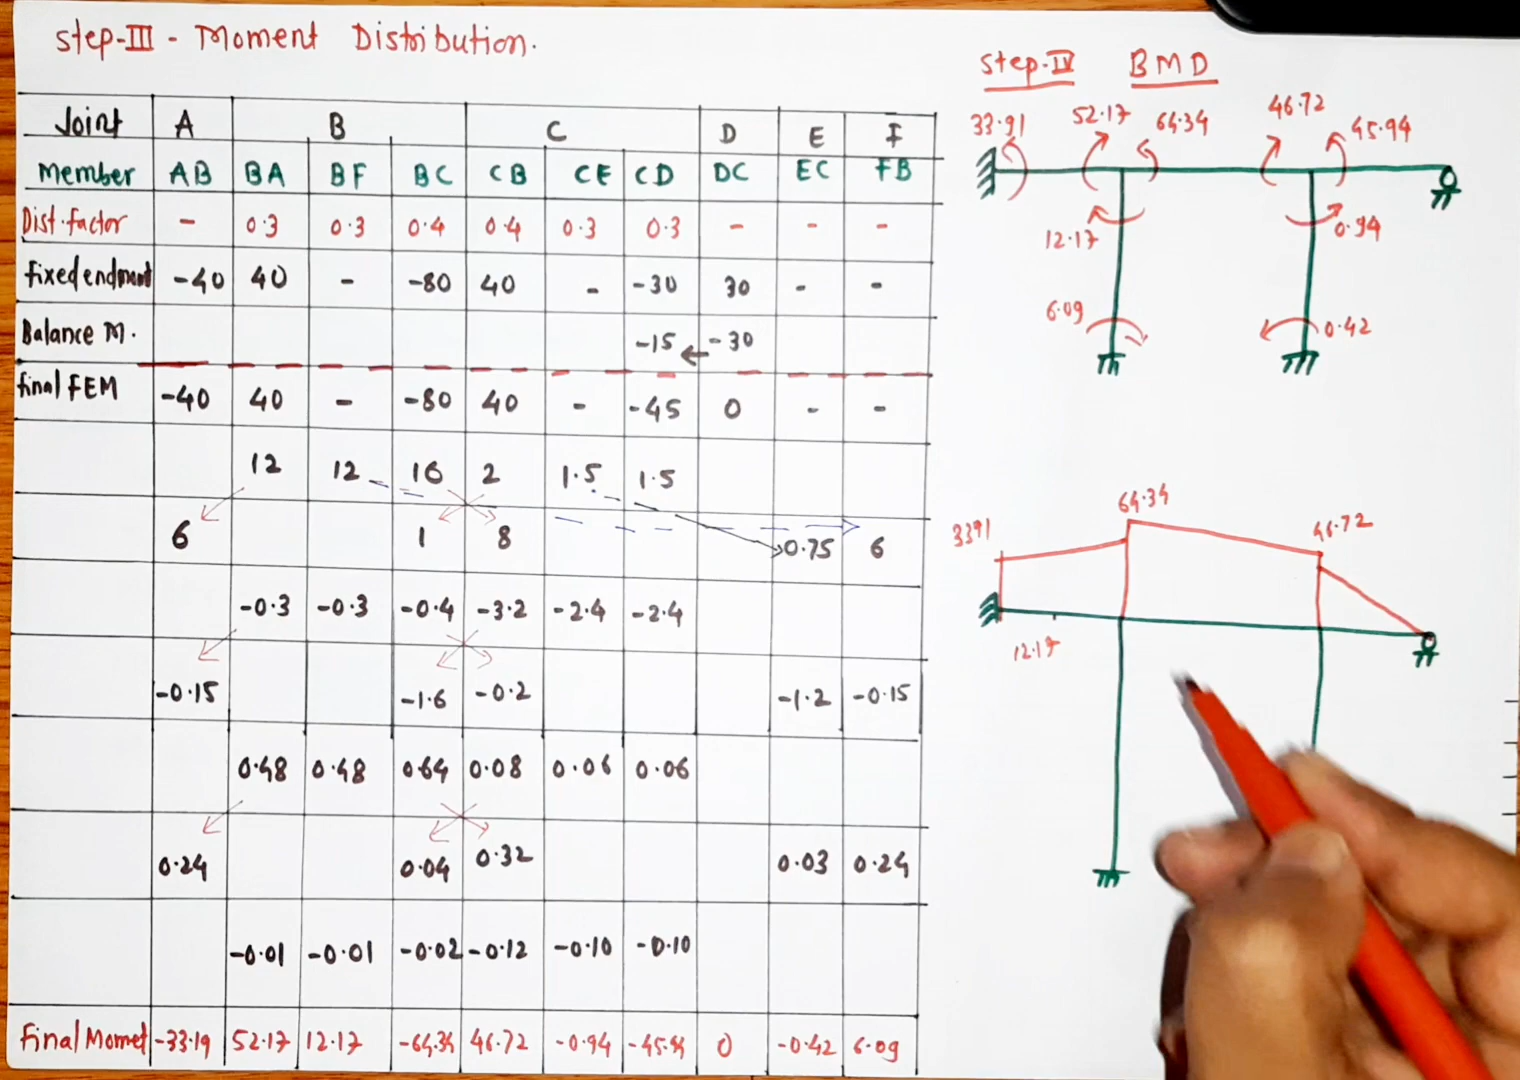 Step-III - Moment Distribution.
Joint A B C D E F
Member AB BA BF BC CB CE CD DC EC FB
Dist. factor - 0.3 0.3 0.4 0.4 0.3 0.3 - - -
Fixed end moment -40 40 - -80 40 - -30 30 - -
Balance M. -15 -30
final FEM -40 40 - -80 40 - -45 0 - -
12 12 16 2 1.5 1.5
6 1 8 0.75 6
-0.3 -0.3 -0.4 -3.2 -2.4 -2.4
-0.15 -1.6 -0.2 -1.2 -0.15
0.48 0.48 0.64 0.08 0.06 0.06
0.24 0.04 0.32 0.03 0.24
-0.01 -0.01 -0.02 -0.12 -0.10 -0.10
Final Momet -33.19 52.17 12.17 -64.34 46.72 -0.94 -45.94 0 -0.42 6.09
Step-IV BMD
33.91 52.17 64.34 46.72 45.94
12.17 0.94
6.09 0.42
64.34
3391 46.72
12.17